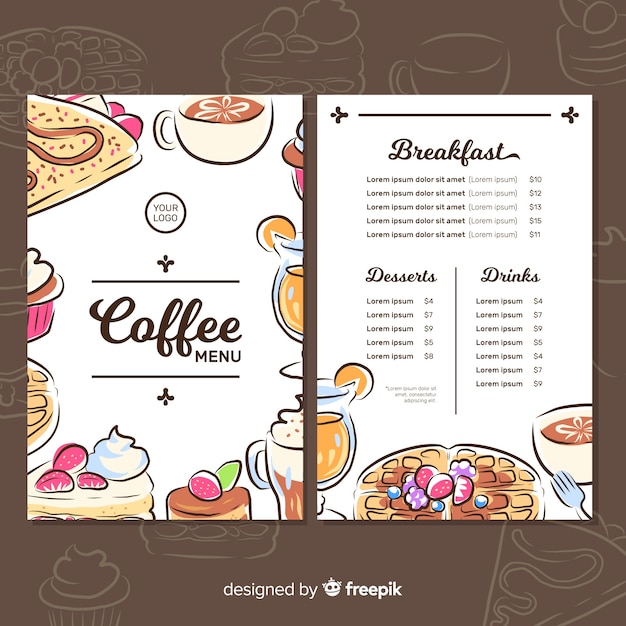 YOUR
LOGO
Coffee
MENU
Breakfast
Lorem ipsum dolor sit amet (Lorem ipsum) $10
Lorem ipsum dolor sit amet (Lorem ipsum) $12
Lorem ipsum dolor sit amet (Lorem ipsum) $13
Lorem ipsum dolor sit amet (Lorem ipsum) $15
Lorem ipsum dolor sit amet (Lorem ipsum) $11
Desserts
Lorem ipsum $4
Lorem ipsum $7
Lorem ipsum $6
Lorem ipsum $5
Lorem ipsum $8
Drinks
Lorem ipsum $5
Lorem ipsum $7
Lorem ipsum $9
Lorem ipsum $5
Lorem ipsum $7
Lorem ipsum $4
Lorem ipsum $9
designed by freepik